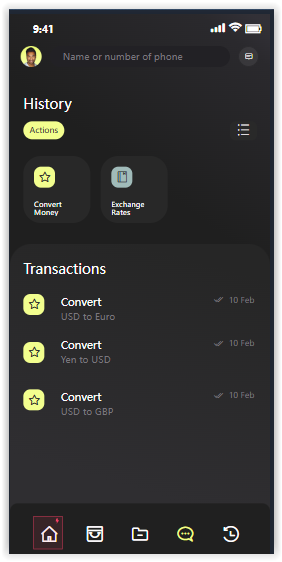 9:41
Name or number of phone
History
Actions
Convert
Money
Exchange
Rates
Transactions
Convert
10 Feb
USD to Euro
Convert
10 Feb
Yen to USD
Convert
10 Feb
USD to GBP